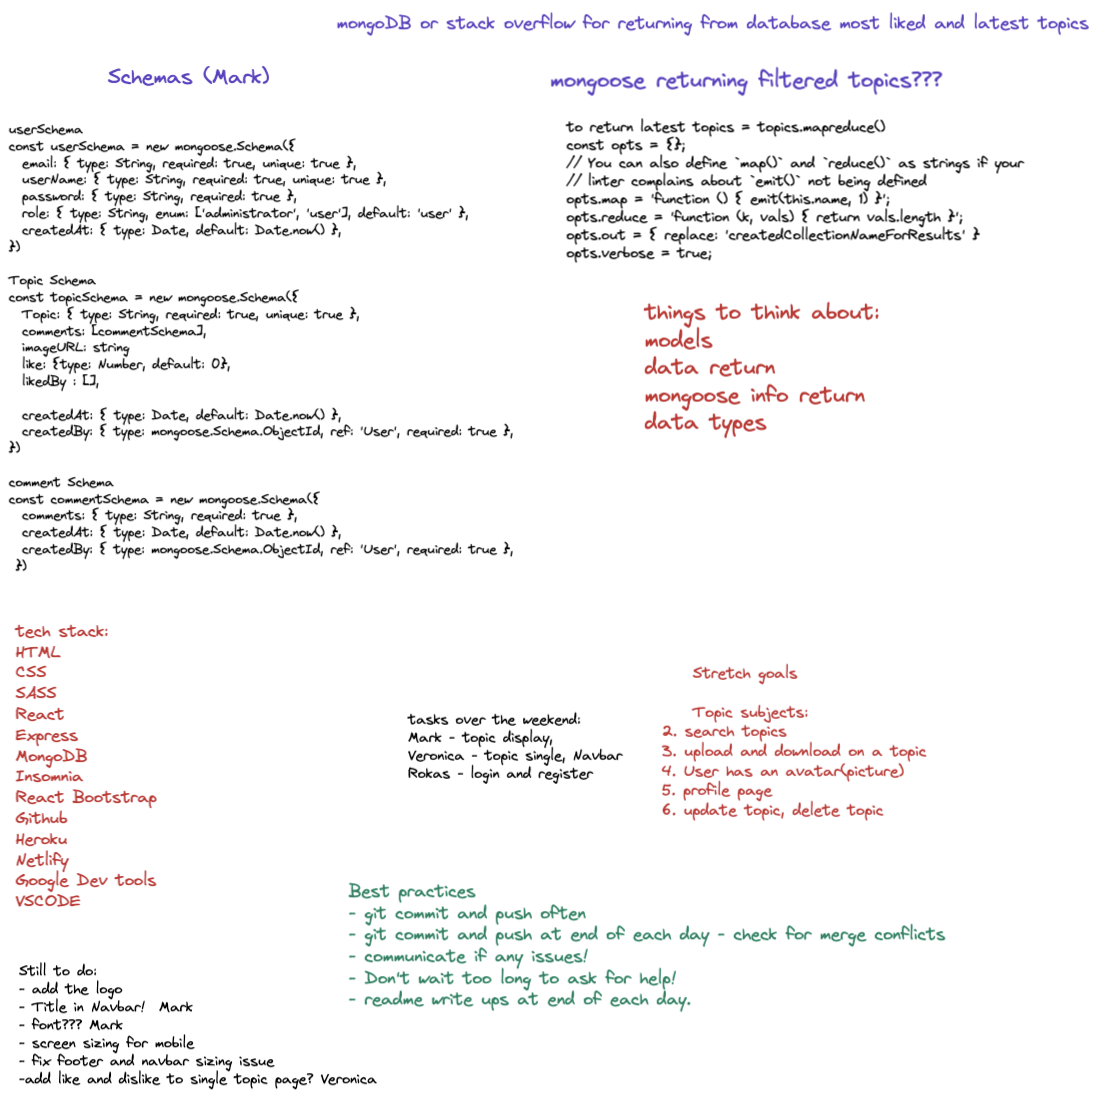 mongoDB or stack overflow for returning from database most liked and latest topics
Schemas (Mark)
userSchema
const userSchema = new mongoose.Schema({
email: { type: String, required: true, unique: true },
userName: { type: String, required: true, unique: true },
password: { type: String, required: true },
role: { type: String, enum: ['administrator', 'user'], default: 'user' },
createdAt: { type: Date, default: Date.now() },
})
Topic Schema
const topicSchema = new mongoose.Schema({
Topic: { type: String, required: true, unique: true },
comments: [commentSchema],
imageURL: string
like: {type: Number, default: 0},
likedBy : [],
createdAt: { type: Date, default: Date.now() },
createdBy: { type: mongoose.Schema.ObjectId, ref: 'User', required: true },
})
comment Schema
const commentSchema = new mongoose.Schema({
comments: { type: String, required: true },
createdAt: { type: Date, default: Date.now() },
createdBy: { type: mongoose.Schema.ObjectId, ref: 'User', required: true },
})
mongoose returning filtered topics???
to return latest topics = topics.mapreduce()
const opts = {};
// You can also define `map()` and `reduce()` as strings if your
// linter complains about `emit()` not being defined
opts.map = 'function () { emit(this.name, 1) }';
opts.reduce = 'function (k, vals) { return vals.length }';
opts.out = { replace: 'createdCollectionNameForResults' }
opts.verbose = true;
things to think about:
models
data return
mongoose info return
data types
tech stack:
HTML
CSS
SASS
React
Express
MongoDB
Insomnia
React Bootstrap
Github
Heroku
Netlify
Google Dev tools
VSCODE
tasks over the weekend:
Mark - topic display,
Veronica - topic single, Navbar
Rokas - login and register
Stretch goals
Topic subjects:
2. search topics
3. upload and download on a topic
4. User has an avatar(picture)
5. profile page
6. update topic, delete topic
Best practices
- git commit and push often
- git commit and push at end of each day - check for merge conflicts
- communicate if any issues!
- Don't wait too long to ask for help!
- readme write ups at end of each day.
Still to do:
- add the logo
- Title in Navbar! Mark
- font??? Mark
- screen sizing for mobile
- fix footer and navbar sizing issue
-add like and dislike to single topic page? Veronica